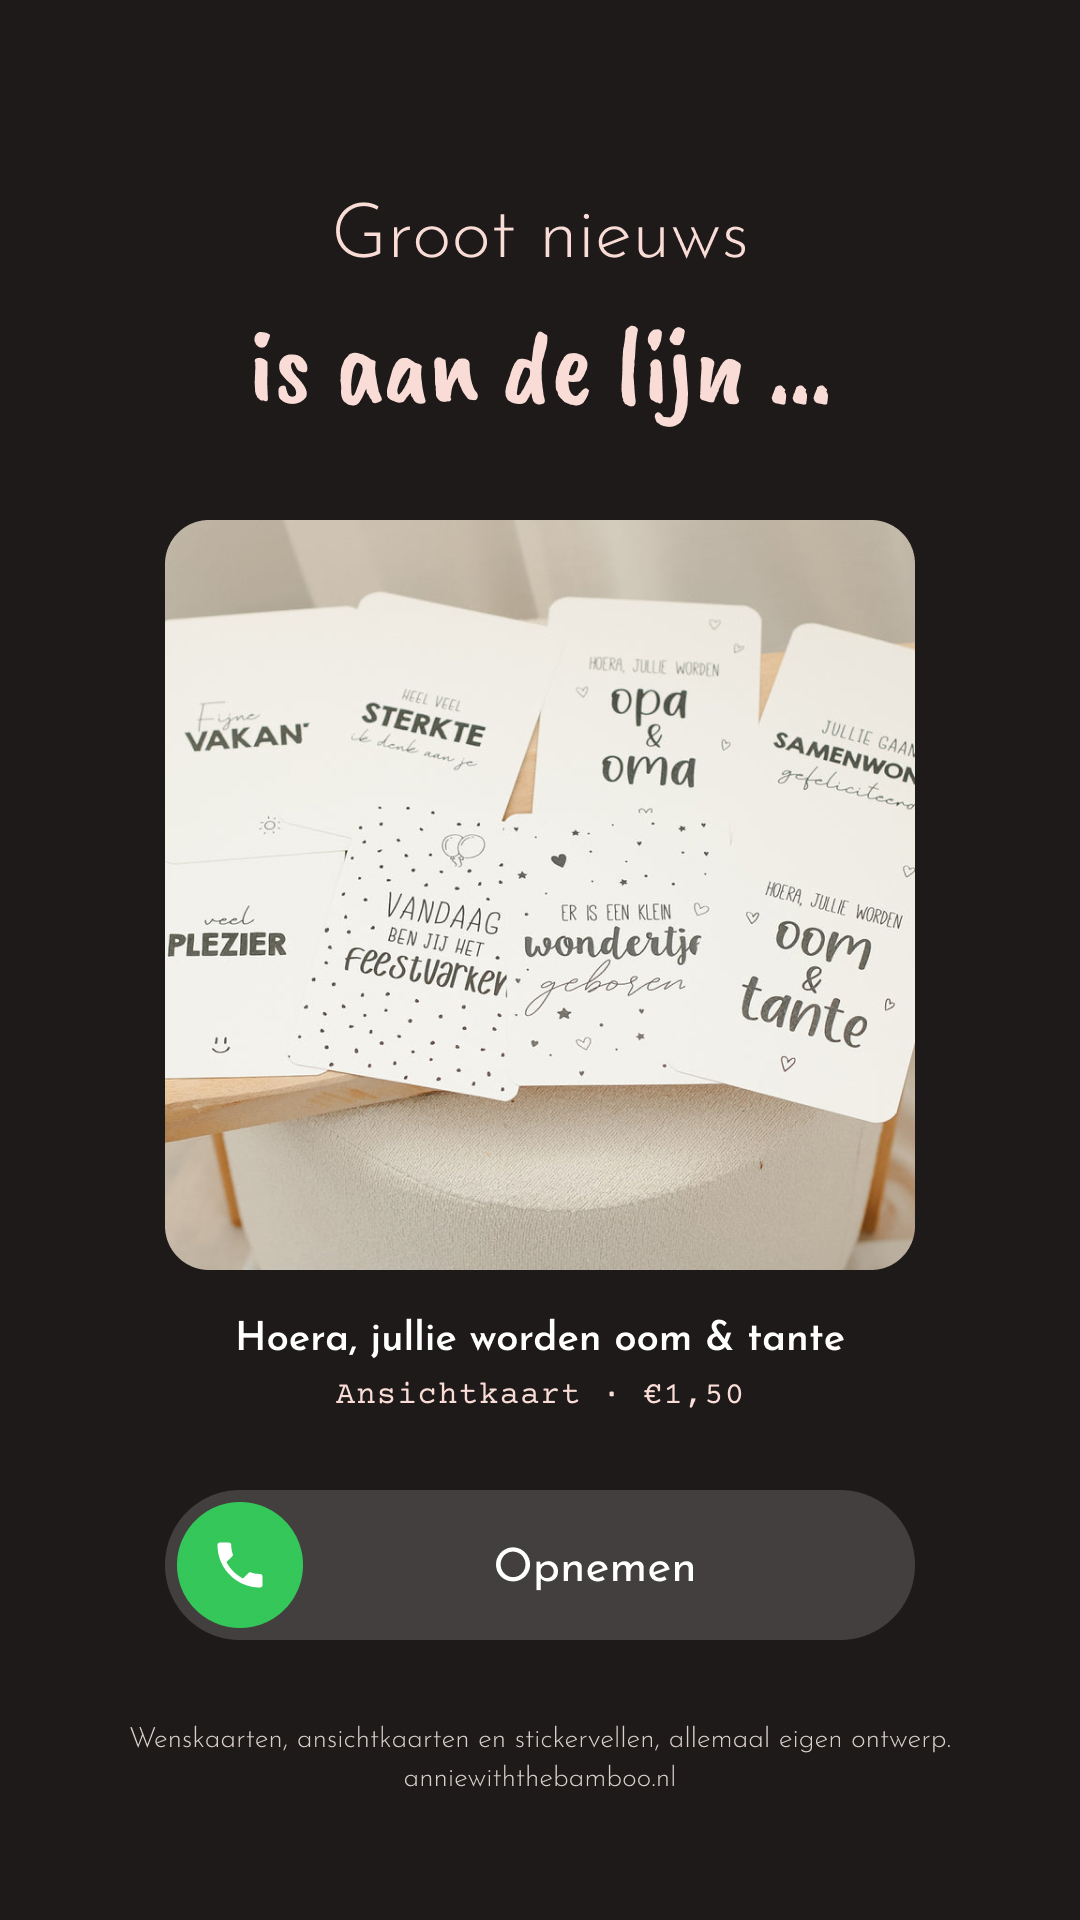 Groot nieuws
is aan de lijn ...
Fijne
VAKAN
HEEL VEEL
STERKTE
ik denk aan je
HOERA, JULLIE WORDEN
opa
&
oma
JULLIE GAAN
SAMENWON
gefeliciteerd
veel
PLEZIER
VANDAAG
BEN JIJ HET
feestvarken
ER IS EEN KLEIN
wondertje
geboren
HOERA, JULLIE WORDEN
oom
&
tante
Hoera, jullie worden oom & tante
Ansichtkaart · €1,50
Opnemen
Wenskaarten, ansichtkaarten en stickervellen, allemaal eigen ontwerp.
anniewiththebamboo.nl